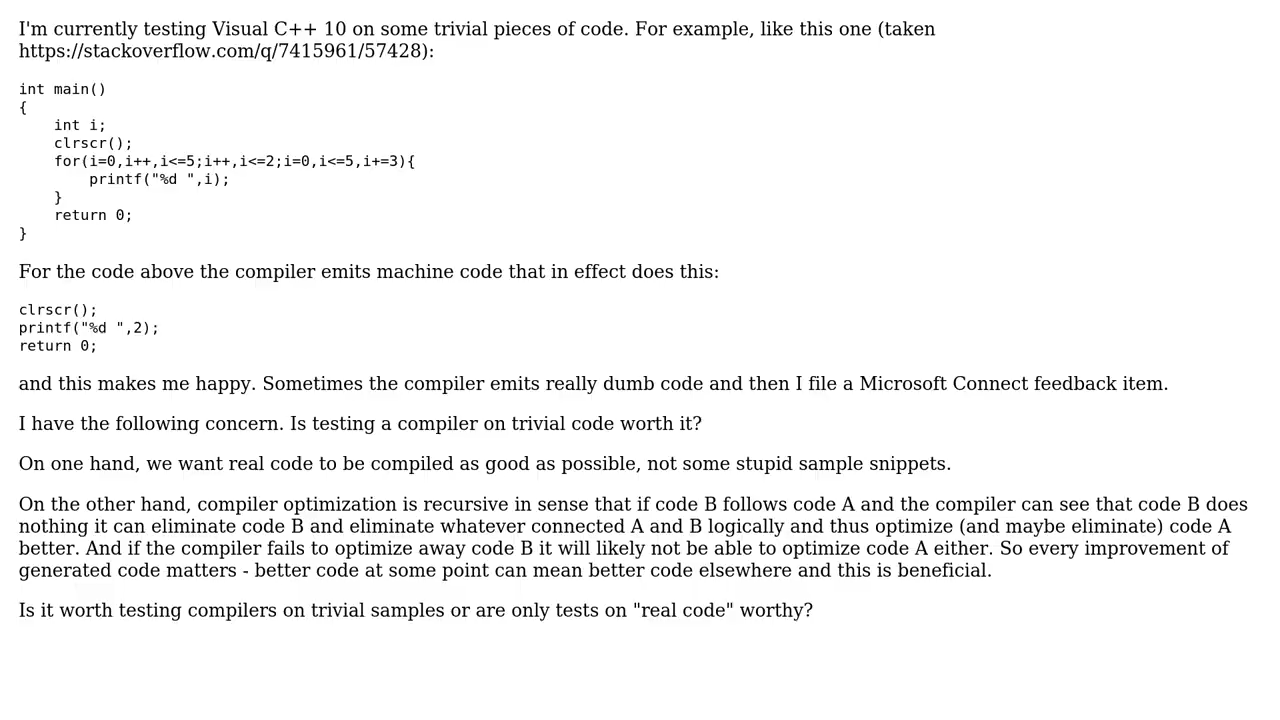 I'm currently testing Visual C++ 10 on some trivial pieces of code. For example, like this one (taken
https://stackoverflow.com/q/7415961/57428):
int main()
{
    int i;
    clrscr();
    for(i=0,i++,i<=5;i++,i<=2;i=0,i<=5,i+=3){
        printf("%d ",i);
    }
    return 0;
}
For the code above the compiler emits machine code that in effect does this:
clrscr();
printf("%d ",2);
return 0;
and this makes me happy. Sometimes the compiler emits really dumb code and then I file a Microsoft Connect feedback item.
I have the following concern. Is testing a compiler on trivial code worth it?
On one hand, we want real code to be compiled as good as possible, not some stupid sample snippets.
On the other hand, compiler optimization is recursive in sense that if code B follows code A and the compiler can see that code B does
nothing it can eliminate code B and eliminate whatever connected A and B logically and thus optimize (and maybe eliminate) code A
better. And if the compiler fails to optimize away code B it will likely not be able to optimize code A either. So every improvement of
generated code matters - better code at some point can mean better code elsewhere and this is beneficial.
Is it worth testing compilers on trivial samples or are only tests on "real code" worthy?